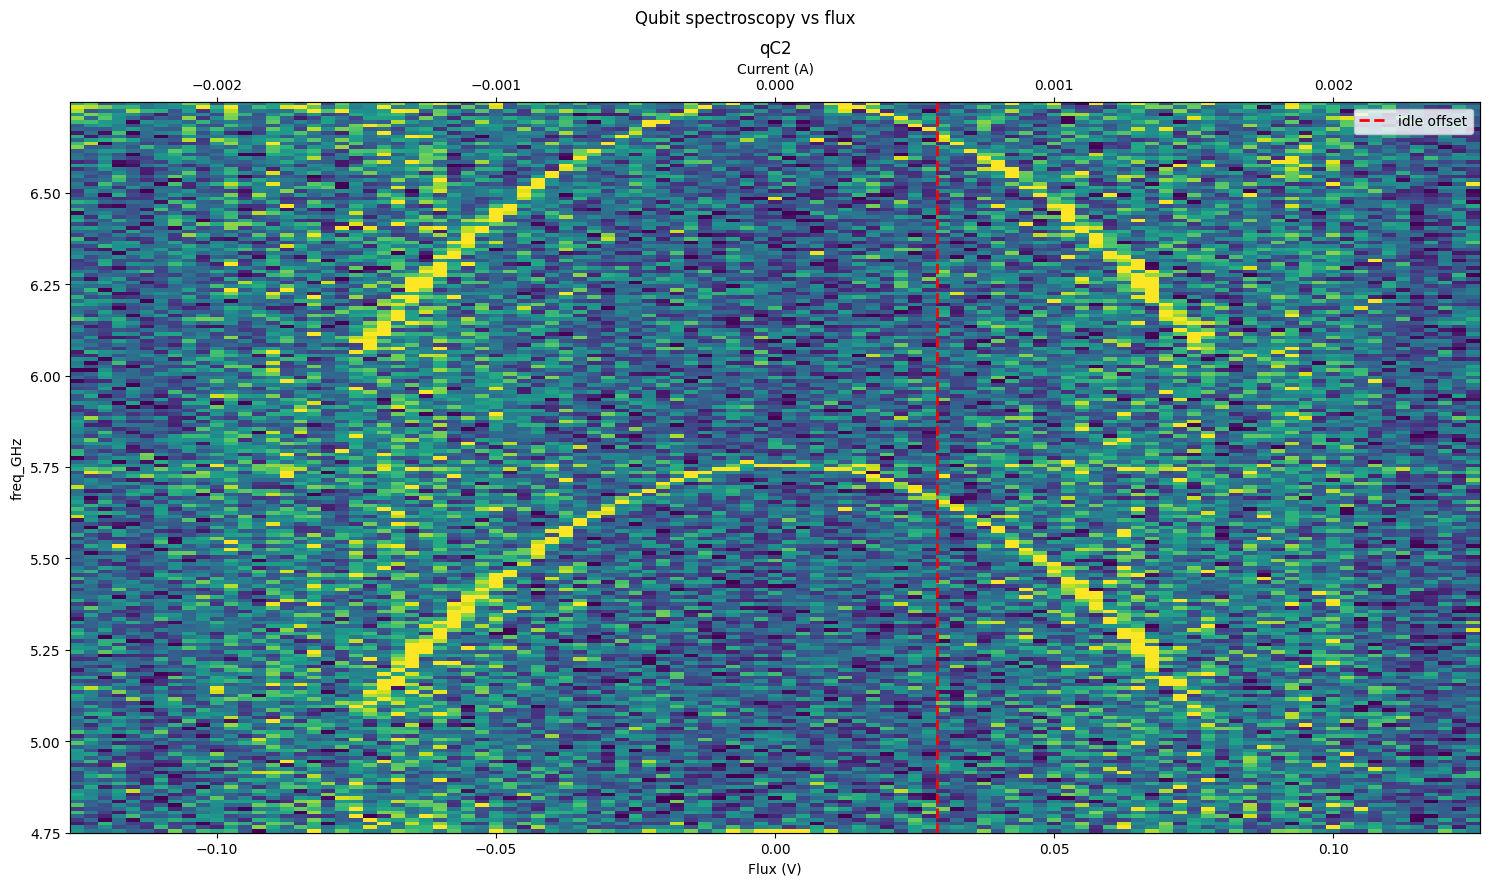 Qubit spectroscopy vs flux
qC2
Current (A)
−0.002 −0.001 0.000 0.001 0.002
idle offset
6.50
6.25
6.00
5.75
5.50
5.25
5.00
4.75
freq_GHz
−0.10 −0.05 0.00 0.05 0.10
Flux (V)